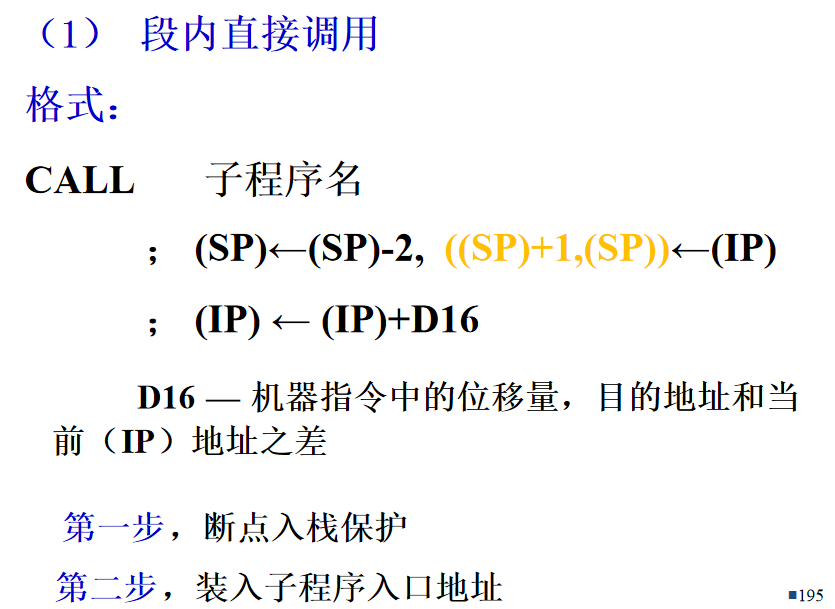 （1） 段内直接调用
格式：
CALL 子程序名
； (SP)←(SP)-2, ((SP)+1,(SP))←(IP)
； (IP) ← (IP)+D16
D16 — 机器指令中的位移量，目的地址和当
前（IP）地址之差
第一步，断点入栈保护
第二步，装入子程序入口地址
■195